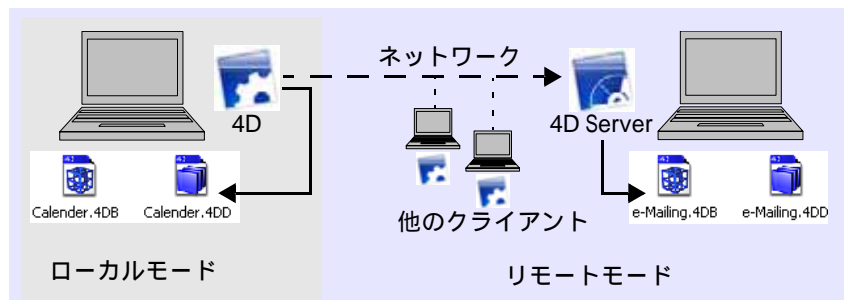 ネットワーク
4D
4D Server
Calender.4DB
Calender.4DD
他のクライアント
e-Mailing.4DB
e-Mailing.4DD
ローカルモード
リモートモード